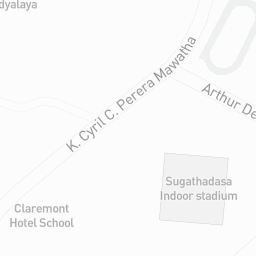 dyalaya
K. Cyril C. Perera Mawatha
Arthur De
Sugathadasa
Indoor stadium
Claremont
Hotel School